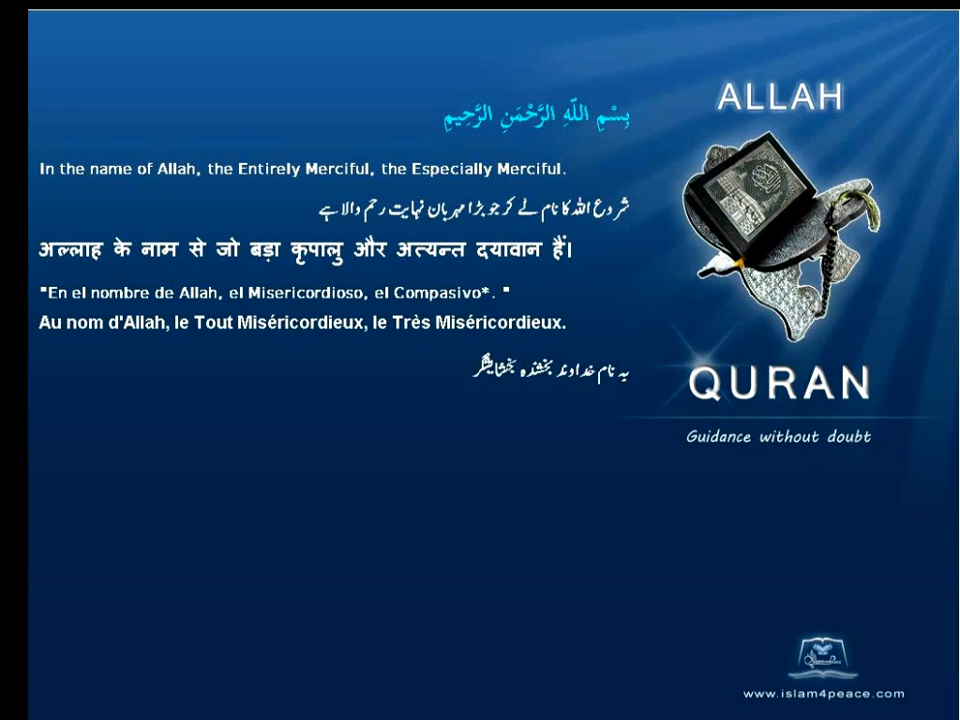 بِسْمِ اللَّهِ الرَّحْمَنِ الرَّحِيمِ
In the name of Allah, the Entirely Merciful, the Especially Merciful.
شروع اللہ کا نام لے کر جو بڑا مہربان نہایت رحم والا ہے
अल्लाह के नाम से जो बड़ा कृपालु और अत्यन्त दयावान हैं।
"En el nombre de Allah, el Misericordioso, el Compasivo*. "
Au nom d'Allah, le Tout Miséricordieux, le Très Miséricordieux.
به نام خداوند بخشنده بخشایشگر
ALLAH
QURAN
Guidance without doubt
www.islam4peace.com